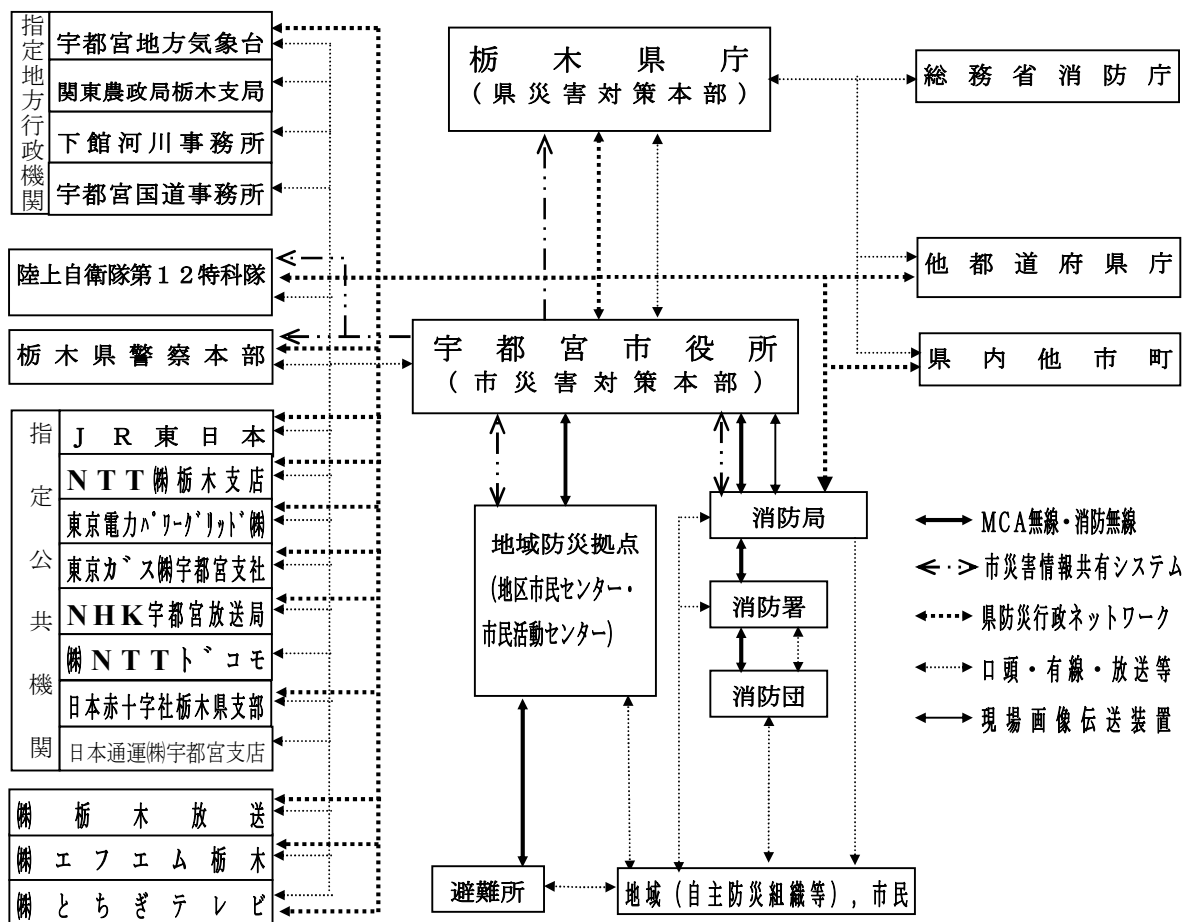 指定地方行政機関
宇都宮地方気象台
関東農政局栃木支局
下館河川事務所
宇都宮国道事務所
陸上自衛隊第１２特科隊
栃木県警察本部
指定公共機関
ＪＲ東日本
ＮＴＴ㈱栃木支店
東京電力ﾊﾟﾜｰｸﾞﾘｯﾄﾞ㈱
東京ガス㈱宇都宮支社
NHK宇都宮放送局
㈱ＮＴＴドコモ
日本赤十字社栃木県支部
日本通運㈱宇都宮支店
㈱栃木放送
㈱エフエム栃木
㈱とちぎテレビ
栃木県庁
（県災害対策本部）
宇都宮市役所
（市災害対策本部）
地域防災拠点
(地区市民センター・
市民活動センター)
消防局
消防署
消防団
避難所
地域（自主防災組織等），市民
総務省消防庁
他都道府県庁
県内他市町
MCA無線・消防無線
市災害情報共有システム
県防災行政ネットワーク
口頭・有線・放送等
現場画像伝送装置